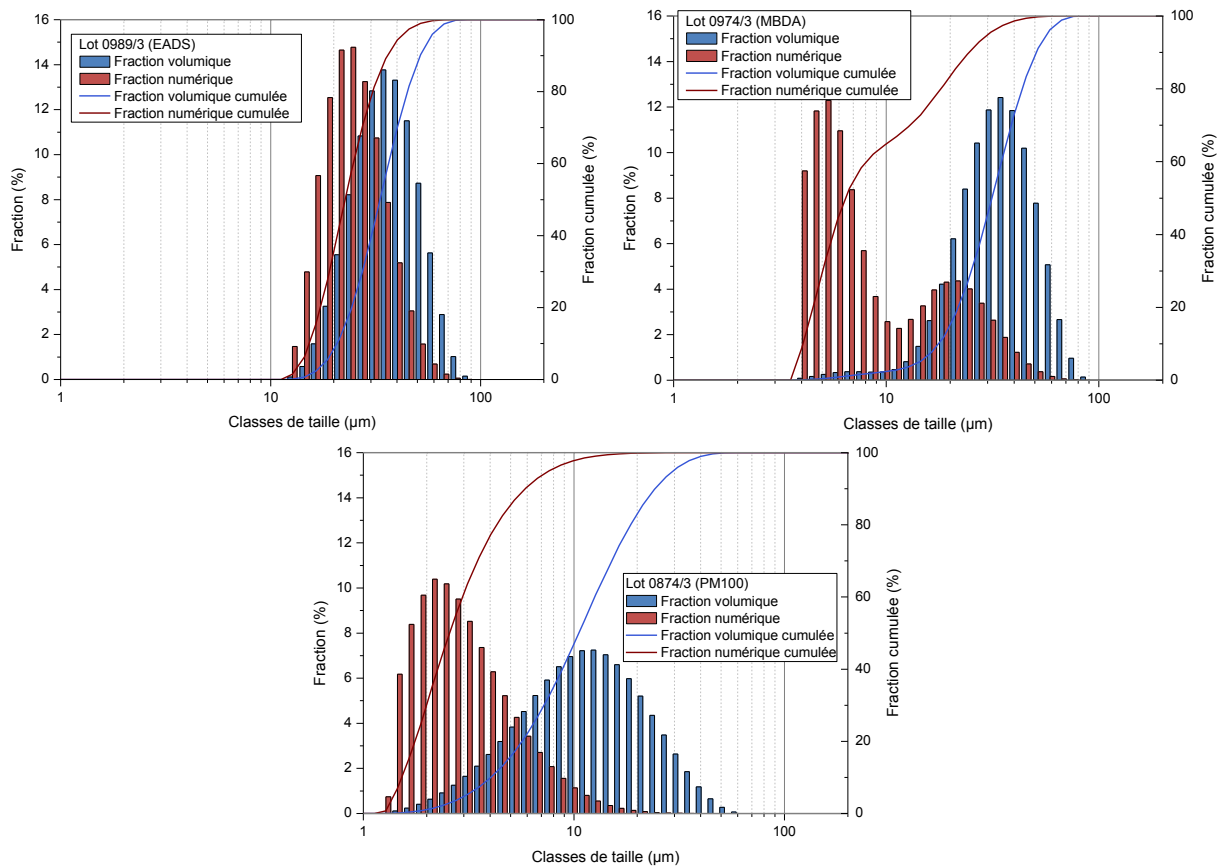 16
14
12
10
8
6
4
2
0
Fraction (%)
Lot 0989/3 (EADS)
Fraction volumique
Fraction numérique
Fraction volumique cumulée
Fraction numérique cumulée
100
80
60
40
20
0
Fraction cumulée (%)
1 10 100
Classes de taille (µm)
16
14
12
10
8
6
4
2
0
Fraction (%)
Lot 0974/3 (MBDA)
Fraction volumique
Fraction numérique
Fraction volumique cumulée
Fraction numérique cumulée
100
80
60
40
20
0
Fraction cumulée (%)
1 10 100
Classes de taille (µm)
16
14
12
10
8
6
4
2
0
Fraction (%)
Lot 0874/3 (PM100)
Fraction volumique
Fraction numérique
Fraction volumique cumulée
Fraction numérique cumulée
100
80
60
40
20
0
Fraction cumulée (%)
1 10 100
Classes de taille (µm)